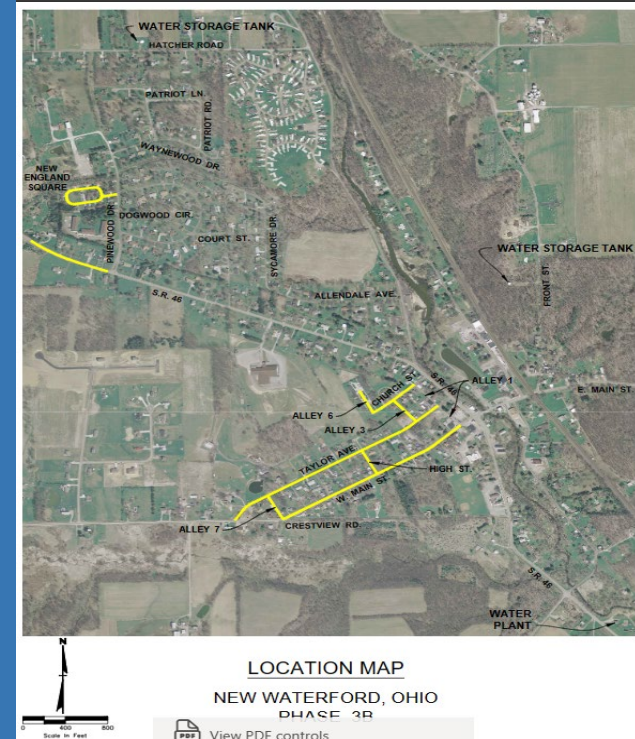 WATER STORAGE TANK
HATCHER ROAD
PATRIOT LN.
PATRIOT RD.
WAYNEWOOD DR.
NEW
ENGLAND
SQUARE
PINEWOOD DR.
DOGWOOD CIR.
COURT ST.
SYCAMORE DR.
WATER STORAGE TANK
FRONT ST.
S.R. 46
ALLENDALE AVE.
S.R. 46
ALLEY 1
E. MAIN ST.
CHURCH ST.
ALLEY 6
ALLEY 3
TAYLOR AVE.
HIGH ST.
W. MAIN ST.
ALLEY 7
CRESTVIEW RD.
S.R. 46
WATER
PLANT
N
0 400 800
Scale In Feet
LOCATION MAP
NEW WATERFORD, OHIO
PHASE 3B
PDF View PDF controls